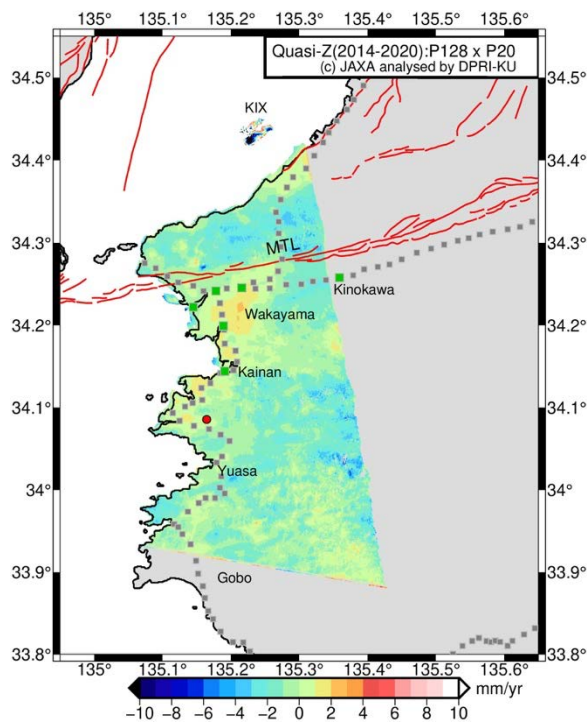 135° 135.1° 135.2° 135.3° 135.4° 135.5° 135.6°
Quasi-Z(2014-2020):P128 x P20
(c) JAXA analysed by DPRI-KU
34.5°
34.5°
KIX
34.4°
34.4°
34.3°
34.3°
MTL
Kinokawa
34.2°
Wakayama
34.2°
Kainan
34.1°
34.1°
34°
Yuasa
34°
33.9°
Gobo
33.9°
33.8°
33.8°
135° 135.1° 135.2° 135.3° 135.4° 135.5° 135.6°
mm/yr
−10 −8 −6 −4 −2 0 2 4 6 8 10